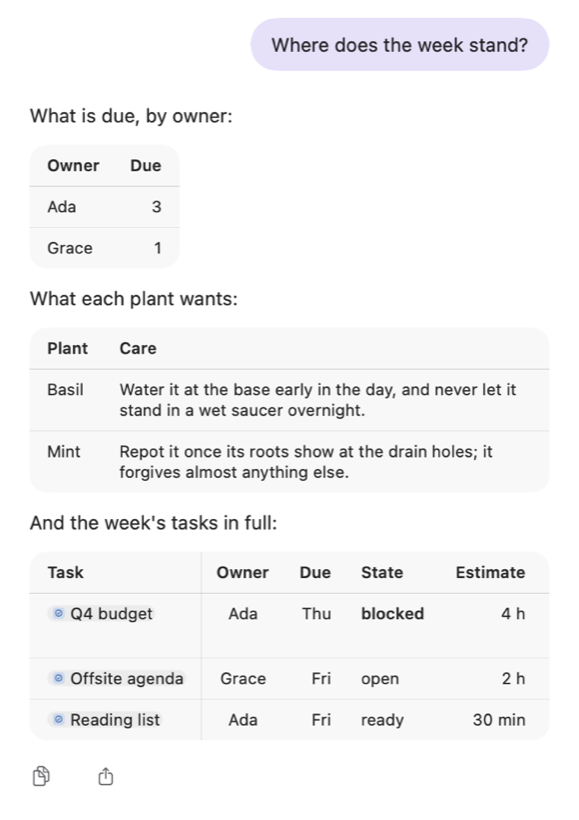 Where does the week stand?
What is due, by owner:
Owner Due
Ada 3
Grace 1
What each plant wants:
Plant Care
Basil Water it at the base early in the day, and never let it
stand in a wet saucer overnight.
Mint Repot it once its roots show at the drain holes; it
forgives almost anything else.
And the week's tasks in full:
Task Owner Due State Estimate
Q4 budget Ada Thu blocked 4 h
Offsite agenda Grace Fri open 2 h
Reading list Ada Fri ready 30 min